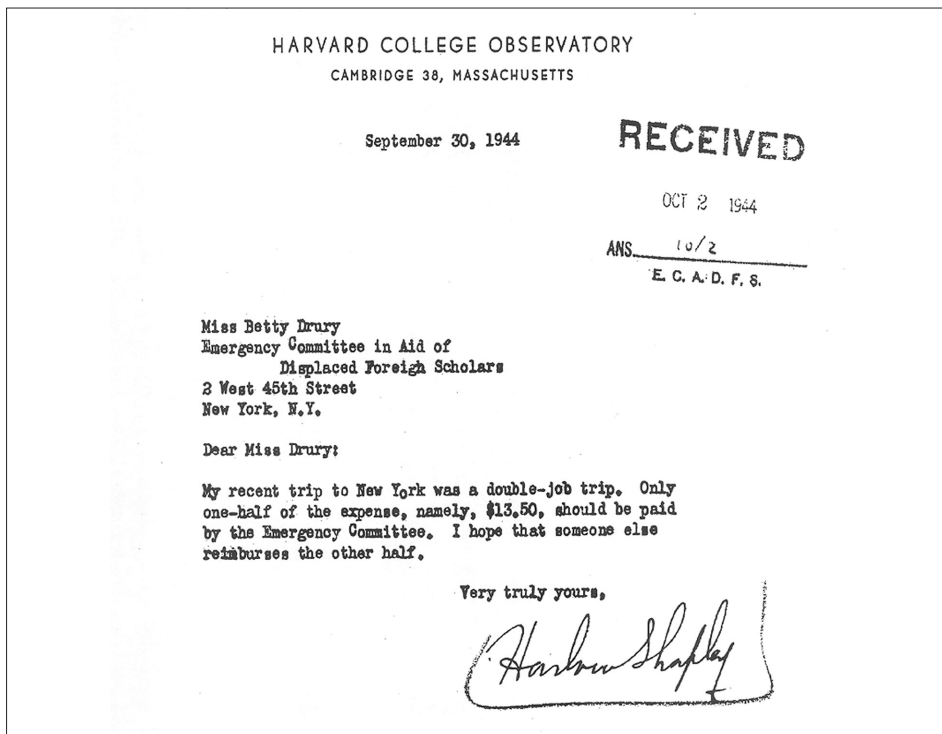 HARVARD COLLEGE OBSERVATORY
CAMBRIDGE 38, MASSACHUSETTS
September 30, 1944
RECEIVED
OCT 2 1944
ANS. 10/2
E. C. A. D. F. S.
Miss Betty Drury
Emergency Committee in Aid of
Displaced Foreigh Scholars
2 West 45th Street
New York, N.Y.
Dear Miss Drury:
My recent trip to New York was a double-job trip. Only
one-half of the expense, namely, $13.50, should be paid
by the Emergency Committee. I hope that someone else
reimburses the other half.
Very truly yours,
Harlow Shapley